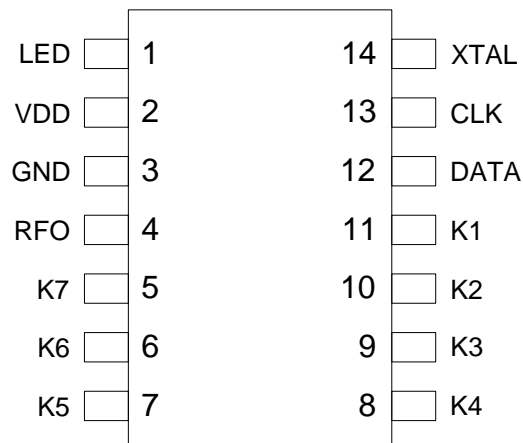 LED 1 14 XTAL
VDD 2 13 CLK
GND 3 12 DATA
RFO 4 11 K1
K7 5 10 K2
K6 6 9 K3
K5 7 8 K4